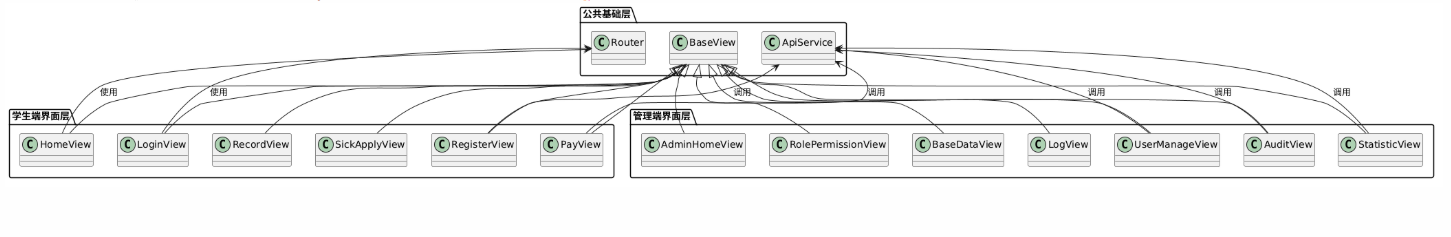 公共基础层
C Router
C BaseView
C ApiService
使用
使用
调用
调用
调用
调用
调用
学生端界面层
C HomeView
C LoginView
C RecordView
C SickApplyView
C RegisterView
C PayView
管理端界面层
C AdminHomeView
C RolePermissionView
C BaseDataView
C LogView
C UserManageView
C AuditView
C StatisticView